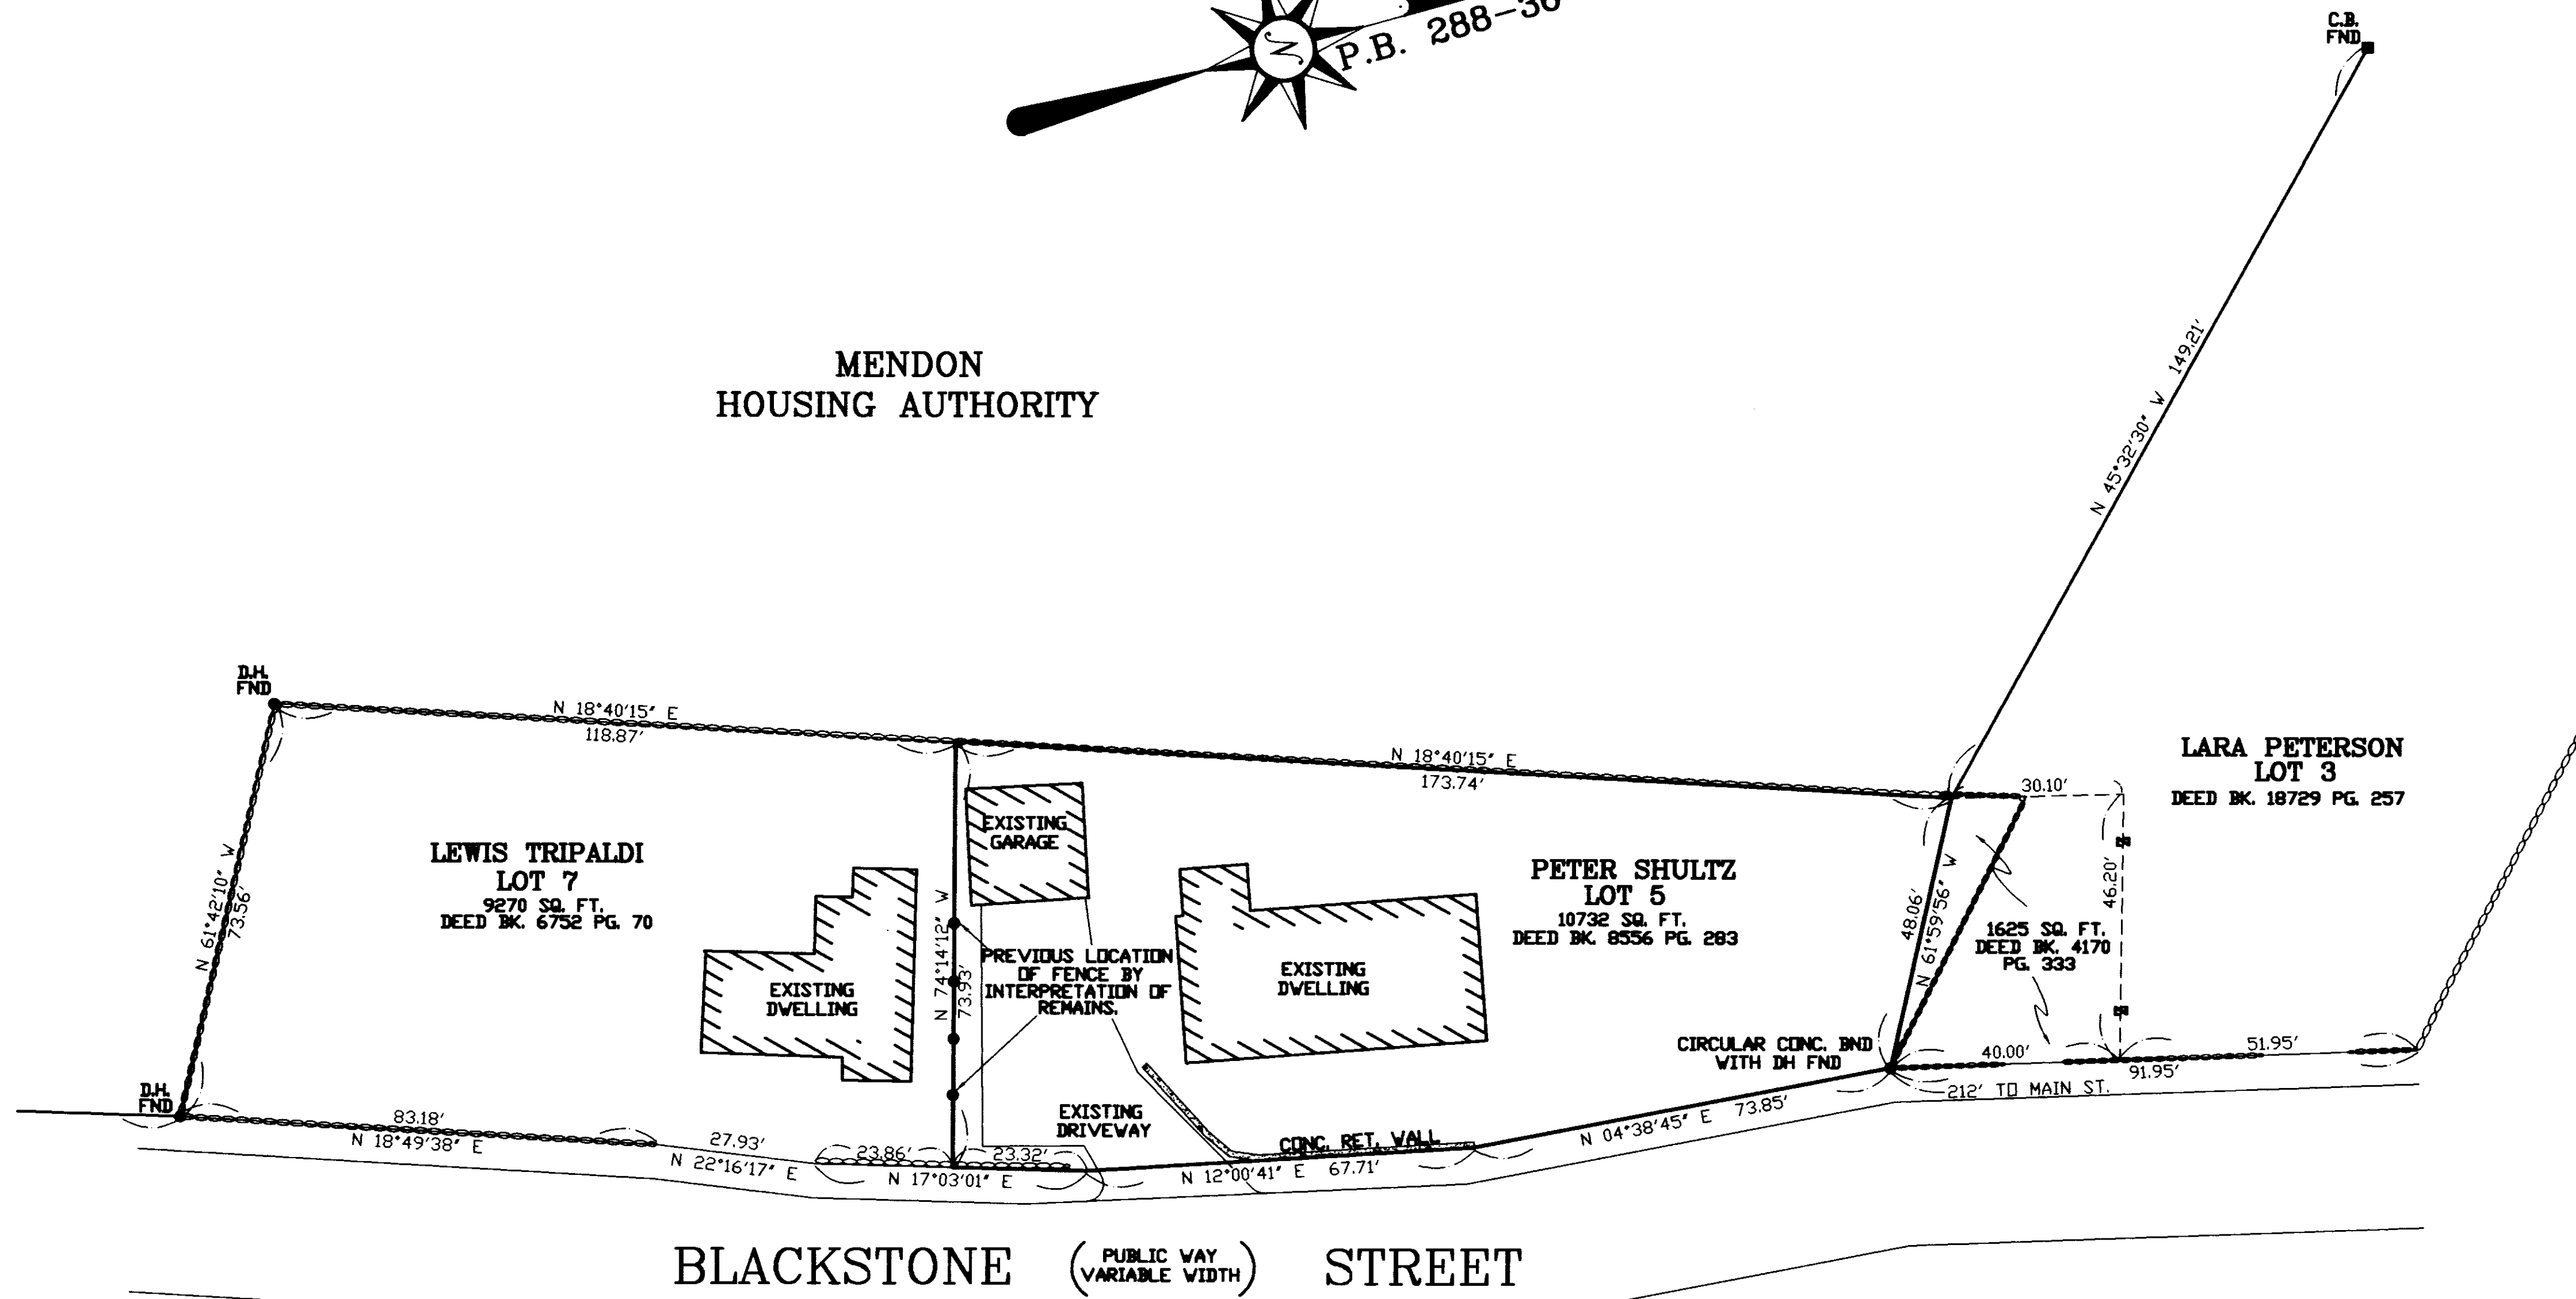 C.B.
FND
N
P.B. 288-36
N 45°32'30" W 149.21'
MENDON
HOUSING AUTHORITY
D.H.
FND
N 18°40'15" E
118.87'
N 18°40'15" E
173.74'
30.10'
LARA PETERSON
LOT 3
DEED BK. 18729 PG. 257
LEWIS TRIPALDI
LOT 7
9270 SQ. FT.
DEED BK. 6752 PG. 70
N 61°42'10" W
73.56'
EXISTING
GARAGE
PETER SHULTZ
LOT 5
10732 SQ. FT.
DEED BK. 8556 PG. 283
48.06'
N 61°59'56" W
46.20'
1625 SQ. FT.
DEED BK. 4170
PG. 333
N 74°14'12" W
73.93'
PREVIOUS LOCATION
OF FENCE BY
INTERPRETATION OF
REMAINS.
EXISTING
DWELLING
EXISTING
DWELLING
CIRCULAR CONC. BND
WITH DH FND
40.00'
51.95'
91.95'
212' TO MAIN ST.
D.H.
FND
83.18'
N 18°49'38" E
27.93'
N 22°16'17" E
23.86'
23.32'
N 17°03'01" E
EXISTING
DRIVEWAY
CONC. RET. WALL
N 12°00'41" E 67.71'
N 04°38'45" E 73.85'
BLACKSTONE (PUBLIC WAY
VARIABLE WIDTH) STREET